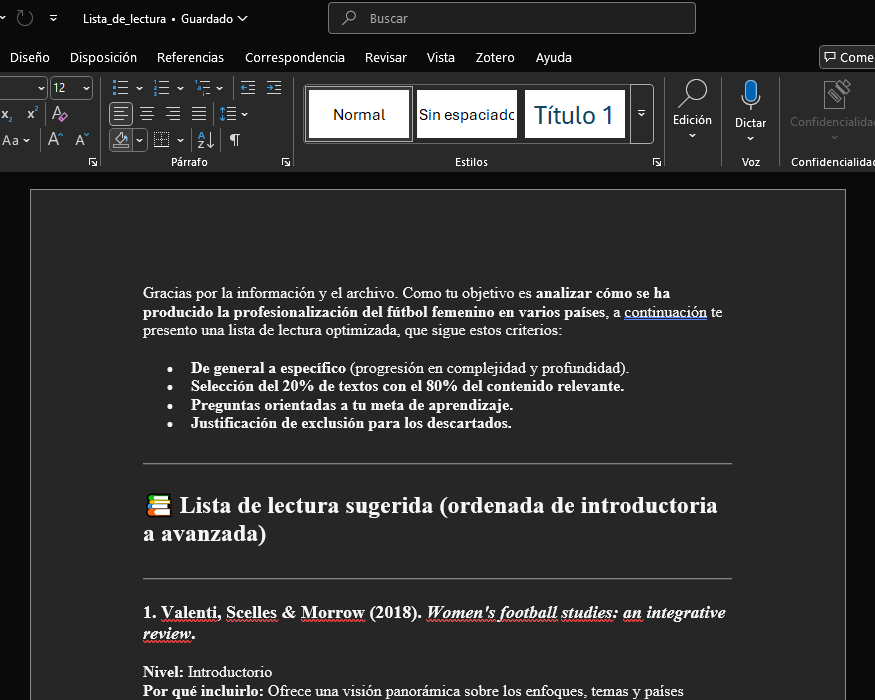 Lista_de_lectura • Guardado
Buscar
Diseño Disposición Referencias Correspondencia Revisar Vista Zotero Ayuda
Come
12
Aa
Párrafo
Normal
Sin espaciado
Título 1
Estilos
Edición
Dictar
Voz
Confidencialidad
Confidencialidad
Gracias por la información y el archivo. Como tu objetivo es analizar cómo se ha
producido la profesionalización del fútbol femenino en varios países, a continuación te
presento una lista de lectura optimizada, que sigue estos criterios:
• De general a específico (progresión en complejidad y profundidad).
• Selección del 20% de textos con el 80% del contenido relevante.
• Preguntas orientadas a tu meta de aprendizaje.
• Justificación de exclusión para los descartados.
Lista de lectura sugerida (ordenada de introductoria
a avanzada)
1. Valenti, Scelles & Morrow (2018). Women's football studies: an integrative
review.
Nivel: Introductorio
Por qué incluirlo: Ofrece una visión panorámica sobre los enfoques, temas y países